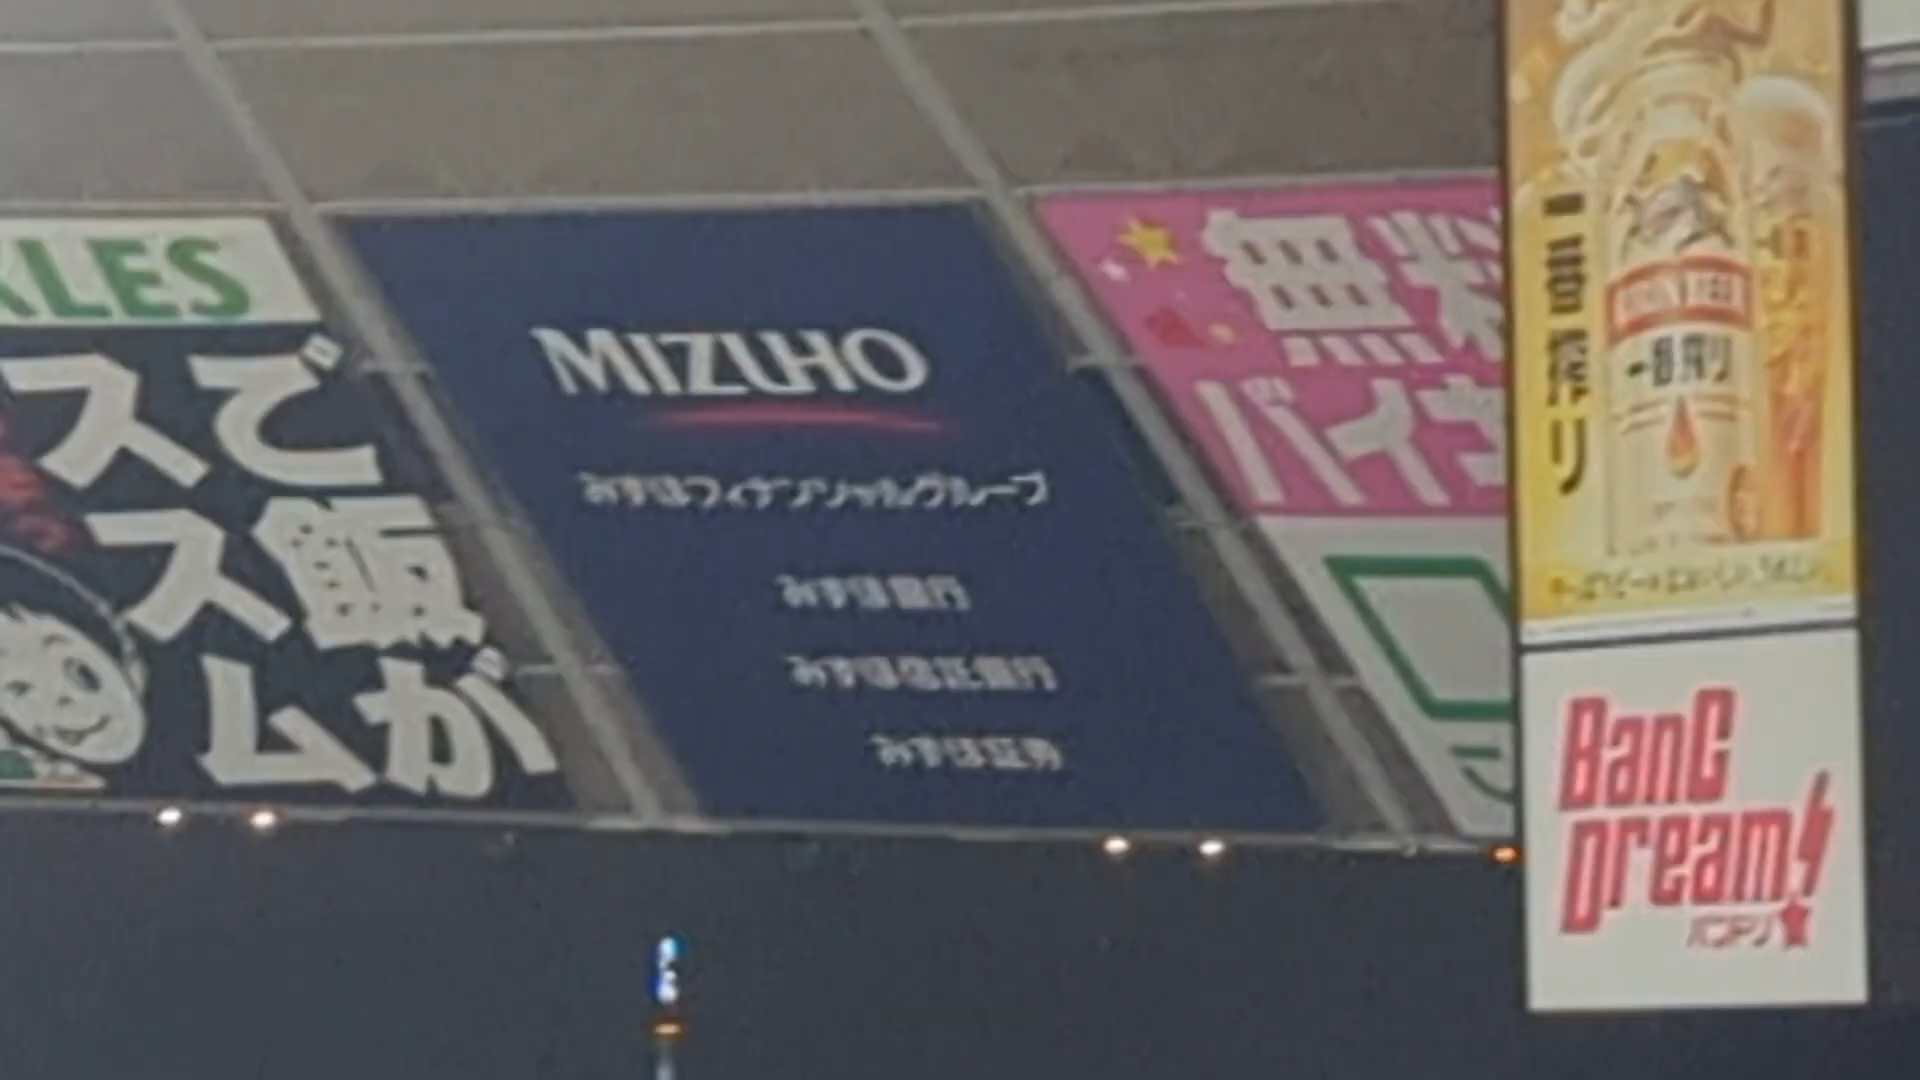 KLES
スで
ス飯
ムが
MIZUHO
みずほフィナンシャルグループ
みずほ銀行
みずほ信託銀行
みずほ証券
無料
バイ
一番搾り
一番搾り
BanG
Dream!
バンドリ